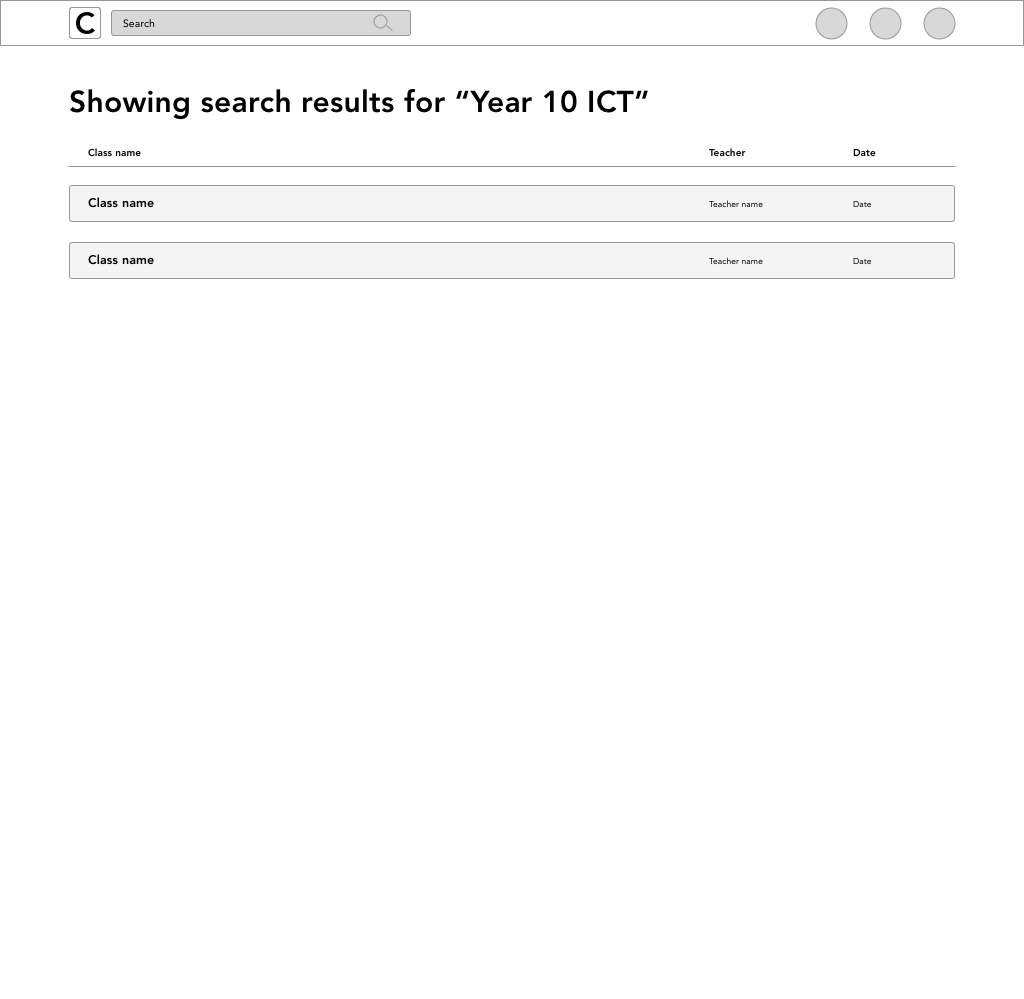 C Search
Showing search results for “Year 10 ICT”
Class name Teacher Date
Class name Teacher name Date
Class name Teacher name Date